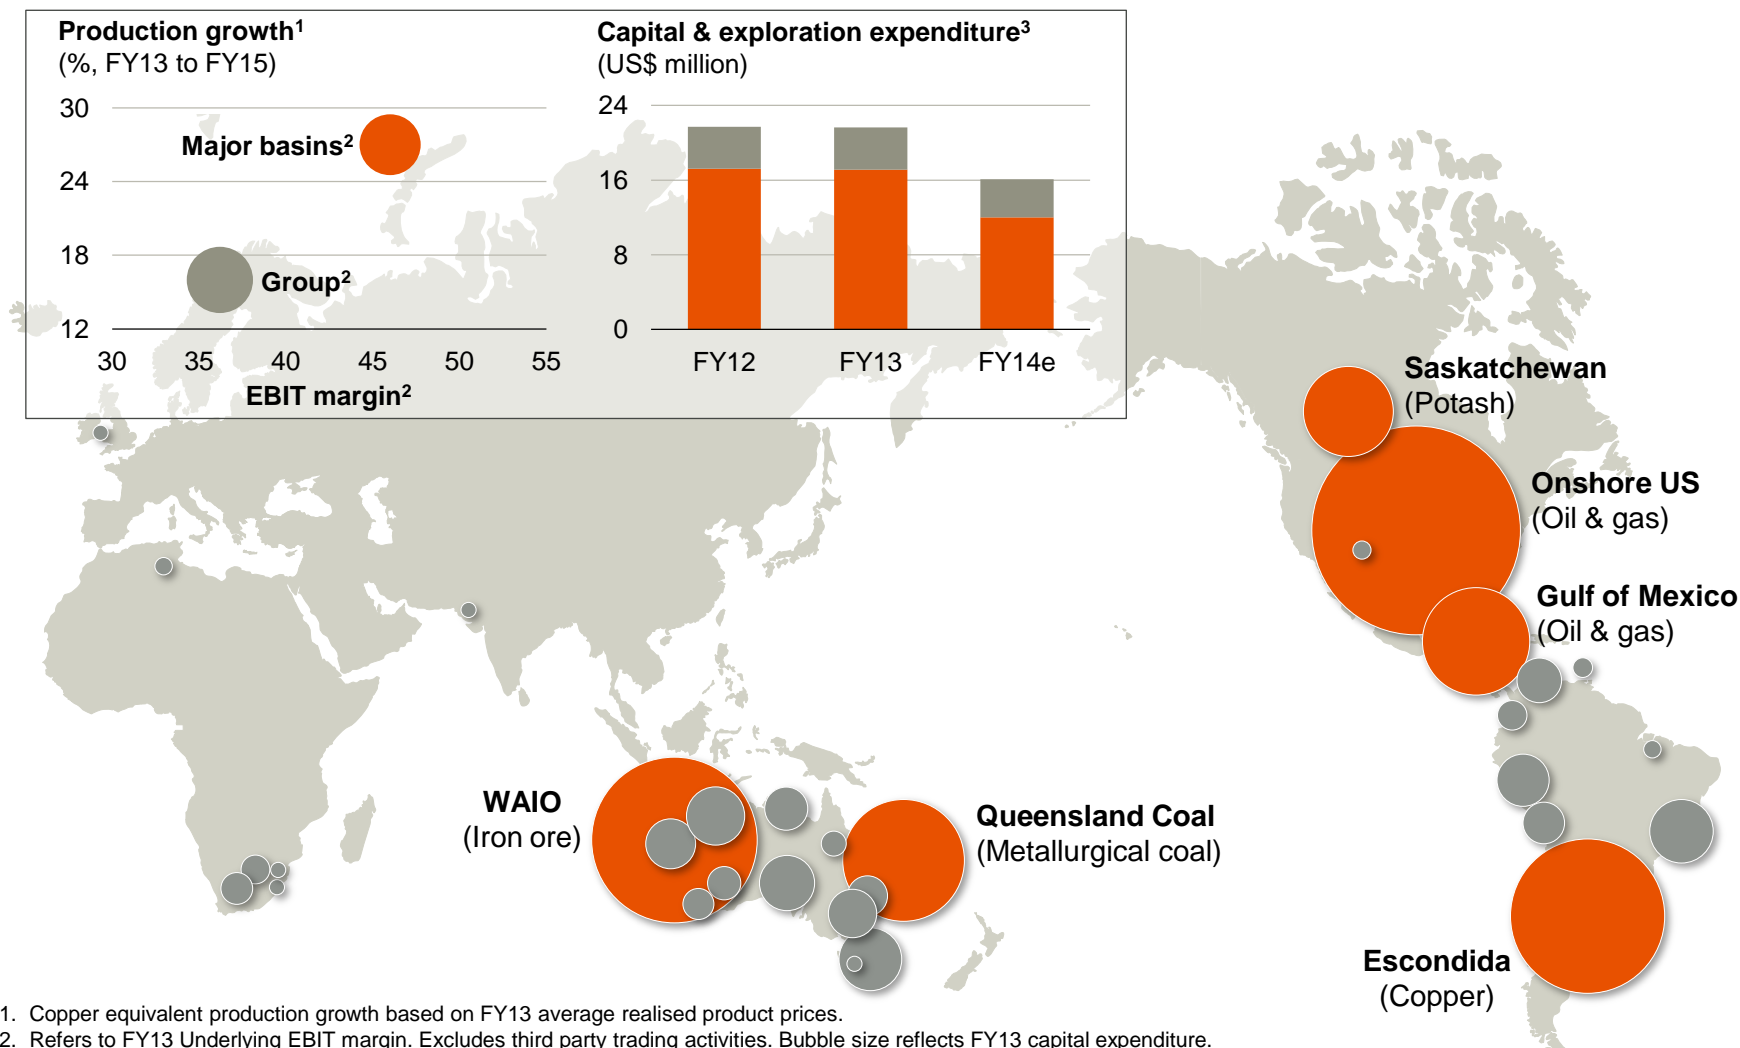 Production growth¹
(%, FY13 to FY15)
30
24
18
12
Major basins²
Group²
30 35 40 45 50 55
EBIT margin²
Capital & exploration expenditure³
(US$ million)
24
16
8
0
FY12 FY13 FY14e
Saskatchewan
(Potash)
Onshore US
(Oil & gas)
Gulf of Mexico
(Oil & gas)
WAIO
(Iron ore)
Queensland Coal
(Metallurgical coal)
Escondida
(Copper)
1. Copper equivalent production growth based on FY13 average realised product prices.
2. Refers to FY13 Underlying EBIT margin. Excludes third party trading activities. Bubble size reflects FY13 capital expenditure.